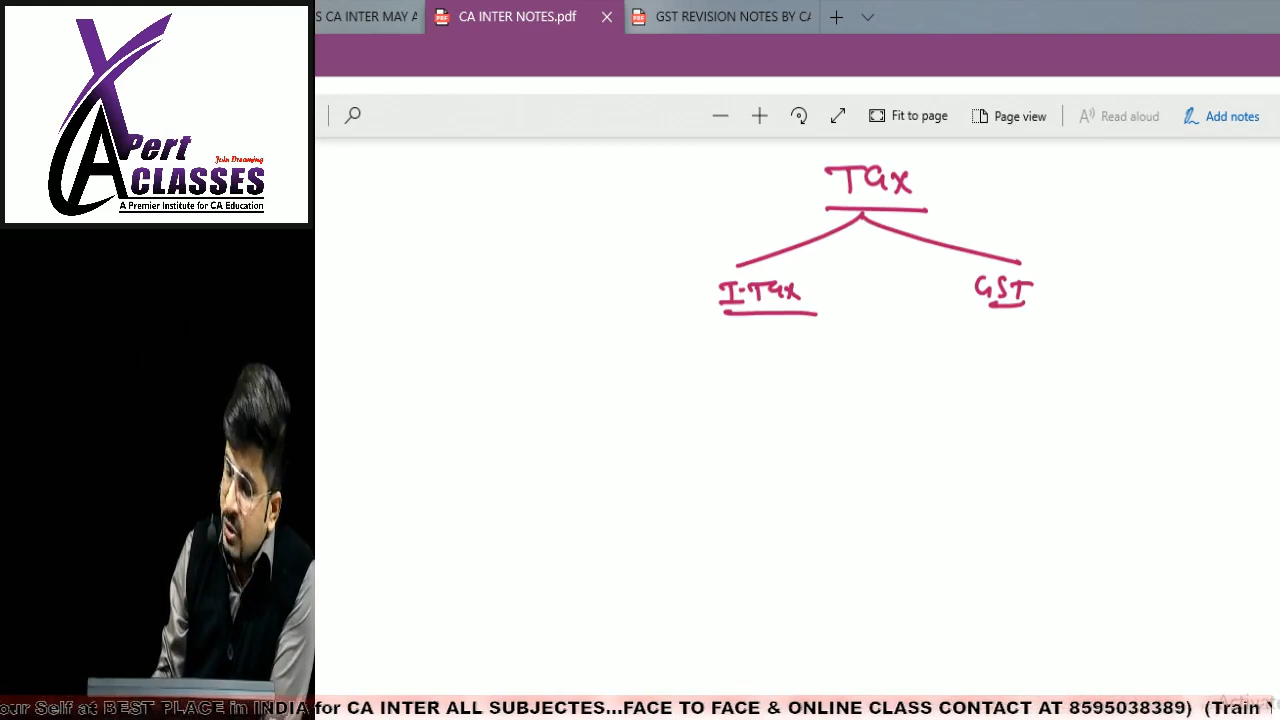 S CA INTER MAY A
CA INTER NOTES.pdf
GST REVISION NOTES BY CA
XPert
Join Dreaming
CA CLASSES
A Premier Institute for CA Education
Fit to page
Page view
Read aloud
Add notes
Tax
I-Tax
GST
our Self at BEST PLACE in INDIA for CA INTER ALL SUBJECTES...FACE TO FACE & ONLINE CLASS CONTACT AT 8595038389) (Train Y
Activate